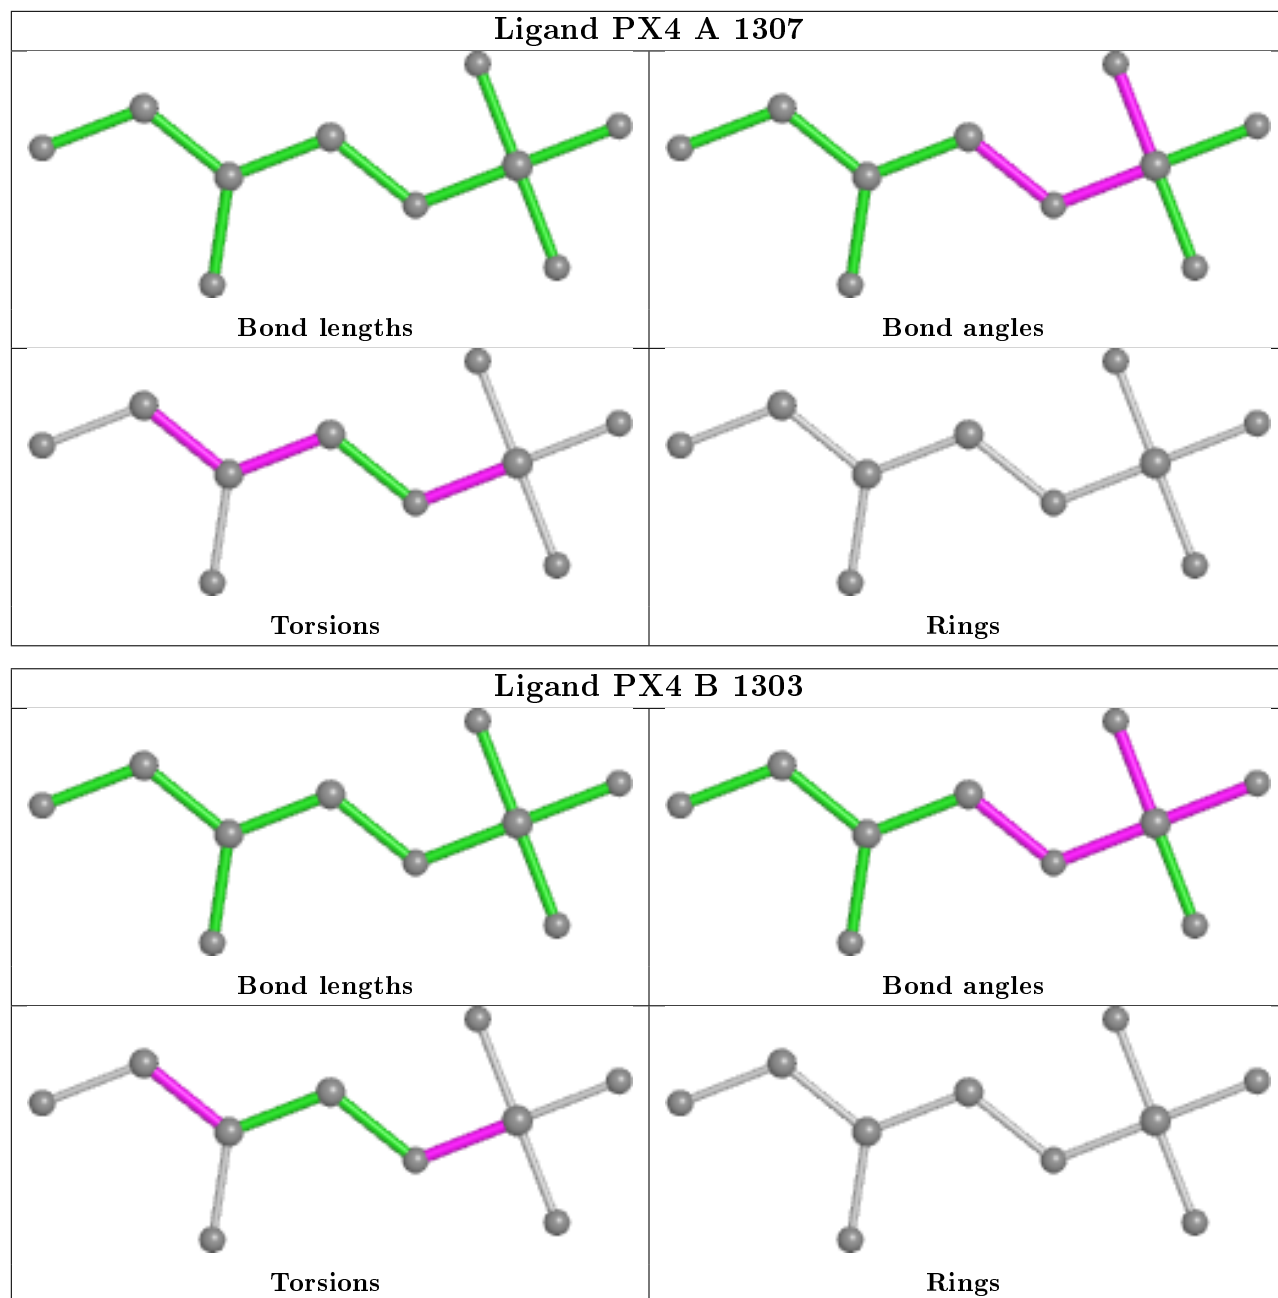 Ligand PX4 A 1307
Bond lengths
Bond angles
Torsions
Rings
Ligand PX4 B 1303
Bond lengths
Bond angles
Torsions
Rings